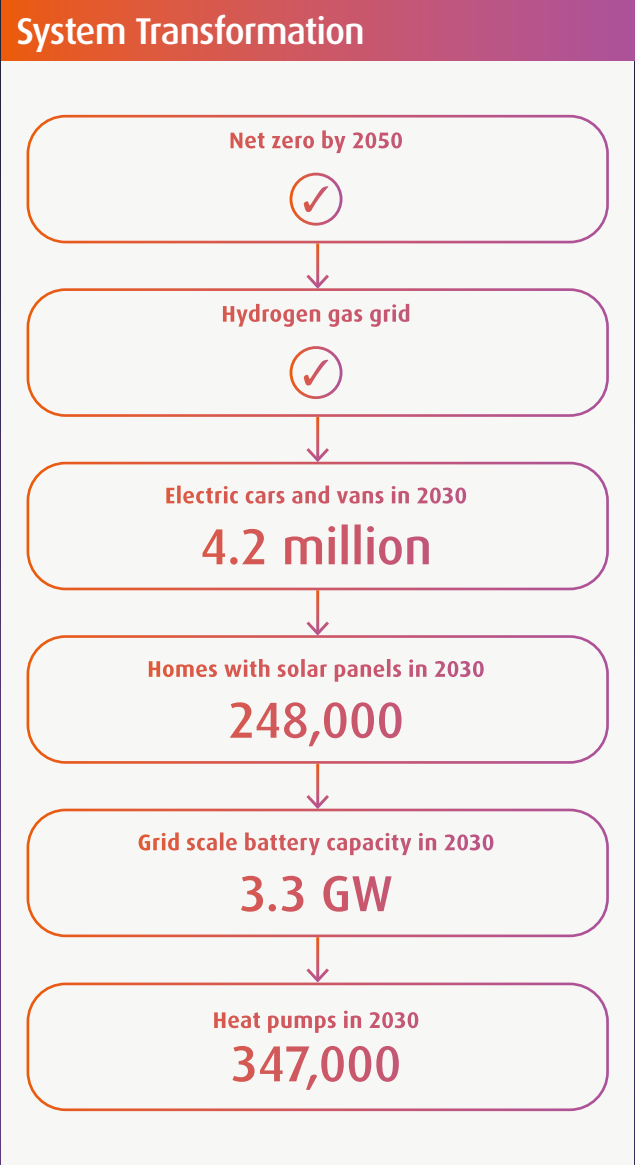 System Transformation
Net zero by 2050
✓
Hydrogen gas grid
✓
Electric cars and vans in 2030
4.2 million
Homes with solar panels in 2030
248,000
Grid scale battery capacity in 2030
3.3 GW
Heat pumps in 2030
347,000